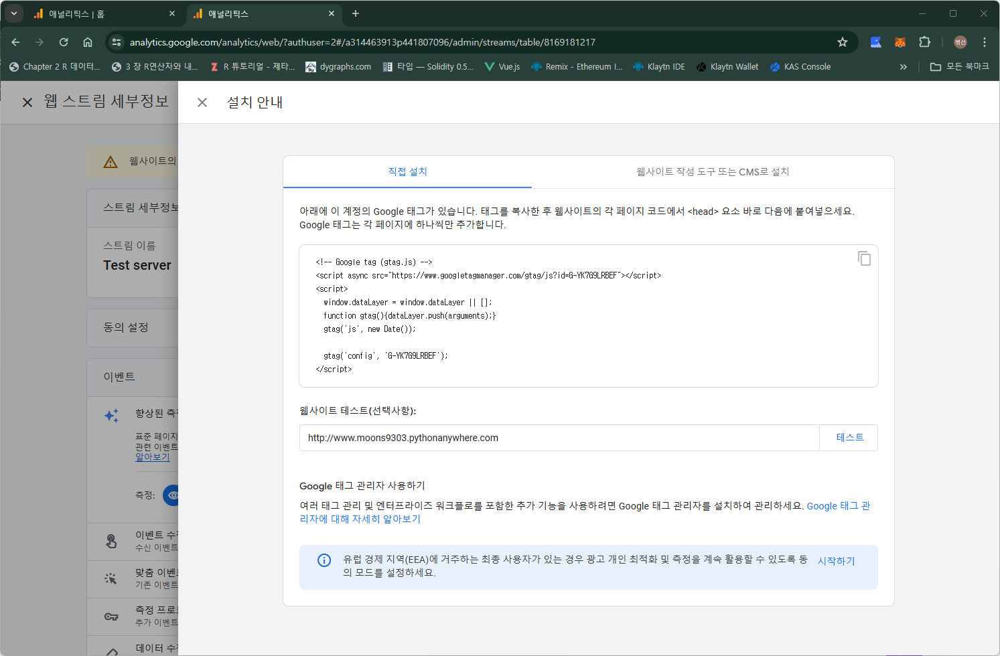 애널리틱스 | 홈
애널리틱스
analytics.google.com/analytics/web/?authuser=2#/a314463913p441807096/admin/streams/table/8169181217
병선
Chapter 2 R 데이터...
3 장 R연산자와 내...
R 튜토리얼 - 제타...
dygraphs.com
타입 — Solidity 0.5...
Vue.js
Remix - Ethereum I...
Klaytn IDE
Klaytn Wallet
KAS Console
모든 북마크
웹 스트림 세부정보
설치 안내
웹사이트의
스트림 세부정보
스트림 이름
Test server
동의 설정
이벤트
향상된 측정
표준 페이지
관련 이벤트
알아보기
측정:
이벤트 수정
수신 이벤트
맞춤 이벤트
기존 이벤트
측정 프로토
추가 이벤트
데이터 수
직접 설치
웹사이트 작성 도구 또는 CMS로 설치
아래에 이 계정의 Google 태그가 있습니다. 태그를 복사한 후 웹사이트의 각 페이지 코드에서 <head> 요소 바로 다음에 붙여넣으세요.
Google 태그는 각 페이지에 하나씩만 추가합니다.
<!-- Google tag (gtag.js) -->
<script async src="https://www.googletagmanager.com/gtag/js?id=G-YK7G9LRBEF"></script>
<script>
window.dataLayer = window.dataLayer || [];
function gtag(){dataLayer.push(arguments);}
gtag('js', new Date());
gtag('config', 'G-YK7G9LRBEF');
</script>
웹사이트 테스트(선택사항):
http://www.moons9303.pythonanywhere.com
테스트
Google 태그 관리자 사용하기
여러 태그 관리 및 엔터프라이즈 워크플로를 포함한 추가 기능을 사용하려면 Google 태그 관리자를 설치하여 관리하세요. Google 태그 관
리자에 대해 자세히 알아보기
유럽 경제 지역(EEA)에 거주하는 최종 사용자가 있는 경우 광고 개인 최적화 및 측정을 계속 활용할 수 있도록 동
의 모드를 설정하세요.
시작하기